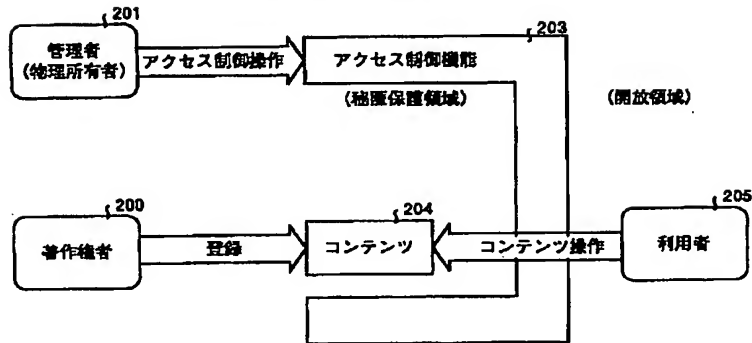 201
管理者
(物理所有者)
アクセス制御操作
203
アクセス制御機能
(秘匿保護領域)
(開放領域)
200
著作権者
登録
204
コンテンツ
コンテンツ操作
205
利用者